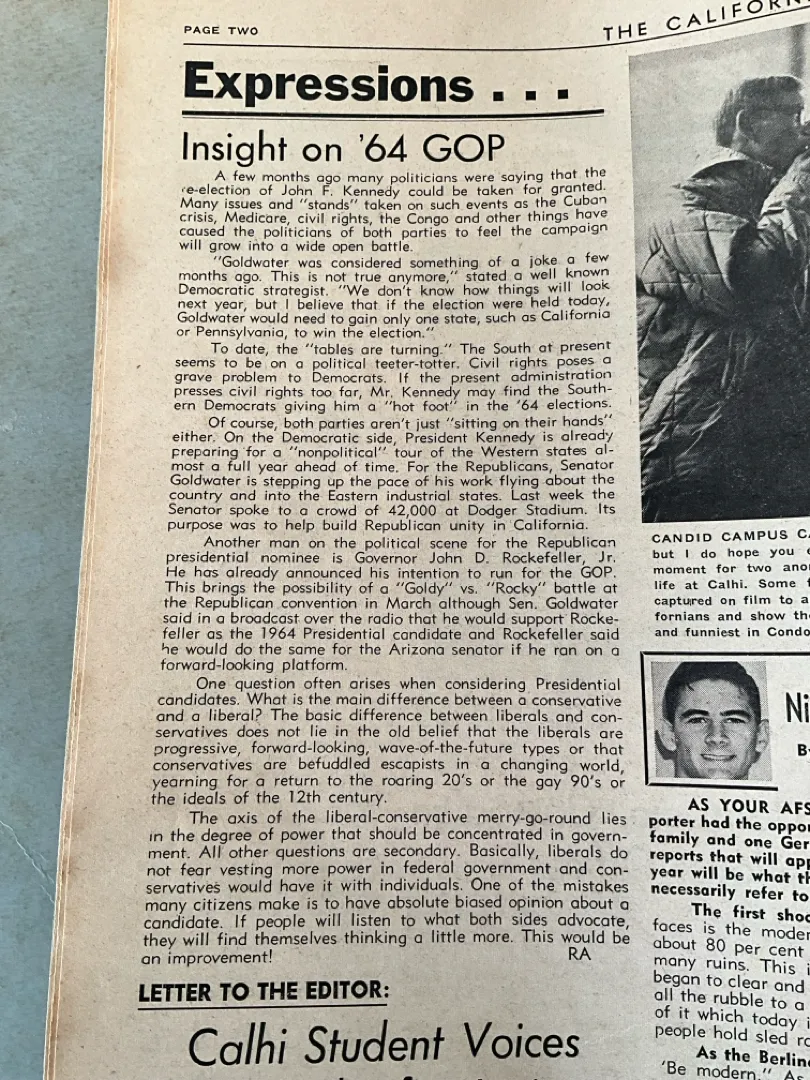 PAGE TWO
THE CALIFOR
Expressions . . .
Insight on '64 GOP
A few months ago many politicians were saying that the
re-election of John F. Kennedy could be taken for granted.
Many issues and "stands" taken on such events as the Cuban
crisis, Medicare, civil rights, the Congo and other things have
caused the politicians of both parties to feel the campaign
will grow into a wide open battle.
"Goldwater was considered something of a joke a few
months ago. This is not true anymore," stated a well known
Democratic strategist. "We don't know how things will look
next year, but I believe that if the election were held today,
Goldwater would need to gain only one state, such as California
or Pennsylvania, to win the election."
To date, the "tables are turning." The South at present
seems to be on a political teeter-totter. Civil rights poses a
grave problem to Democrats. If the present administration
presses civil rights too far, Mr. Kennedy may find the South-
ern Democrats giving him a "hot foot" in the '64 elections.
Of course, both parties aren't just "sitting on their hands"
either. On the Democratic side, President Kennedy is already
preparing for a "nonpolitical" tour of the Western states al-
most a full year ahead of time. For the Republicans, Senator
Goldwater is stepping up the pace of his work flying about the
country and into the Eastern industrial states. Last week the
Senator spoke to a crowd of 42,000 at Dodger Stadium. Its
purpose was to help build Republican unity in California.
Another man on the political scene for the Republican
presidential nominee is Governor John D. Rockefeller, Jr.
He has already announced his intention to run for the GOP.
This brings the possibility of a "Goldy" vs. "Rocky" battle at
the Republican convention in March although Sen. Goldwater
said in a broadcast over the radio that he would support Rocke-
feller as the 1964 Presidential candidate and Rockefeller said
he would do the same for the Arizona senator if he ran on a
forward-looking platform.
One question often arises when considering Presidential
candidates. What is the main difference between a conservative
and a liberal? The basic difference between liberals and con-
servatives does not lie in the old belief that the liberals are
progressive, forward-looking, wave-of-the-future types or that
conservatives are befuddled escapists in a changing world,
yearning for a return to the roaring 20's or the gay 90's or
the ideals of the 12th century.
The axis of the liberal-conservative merry-go-round lies
in the degree of power that should be concentrated in govern-
ment. All other questions are secondary. Basically, liberals do
not fear vesting more power in federal government and con-
servatives would have it with individuals. One of the mistakes
many citizens make is to have absolute biased opinion about a
candidate. If people will listen to what both sides advocate,
they will find themselves thinking a little more. This would be
an improvement! RA
LETTER TO THE EDITOR:
Calhi Student Voices
CANDID CAMPUS CA
but I do hope you
moment for two ano
life at Calhi. Some
captured on film to a
fornians and show the
and funniest in Condo
Ni
B
AS YOUR AFS
porter had the oppo
family and one Ger
reports that will app
year will be what th
necessarily refer to
The first shoc
faces is the moder
about 80 per cent
many ruins. This i
began to clear and
all the rubble to a
of it which today i
people hold sled ra
As the Berlin
'Be modern." As